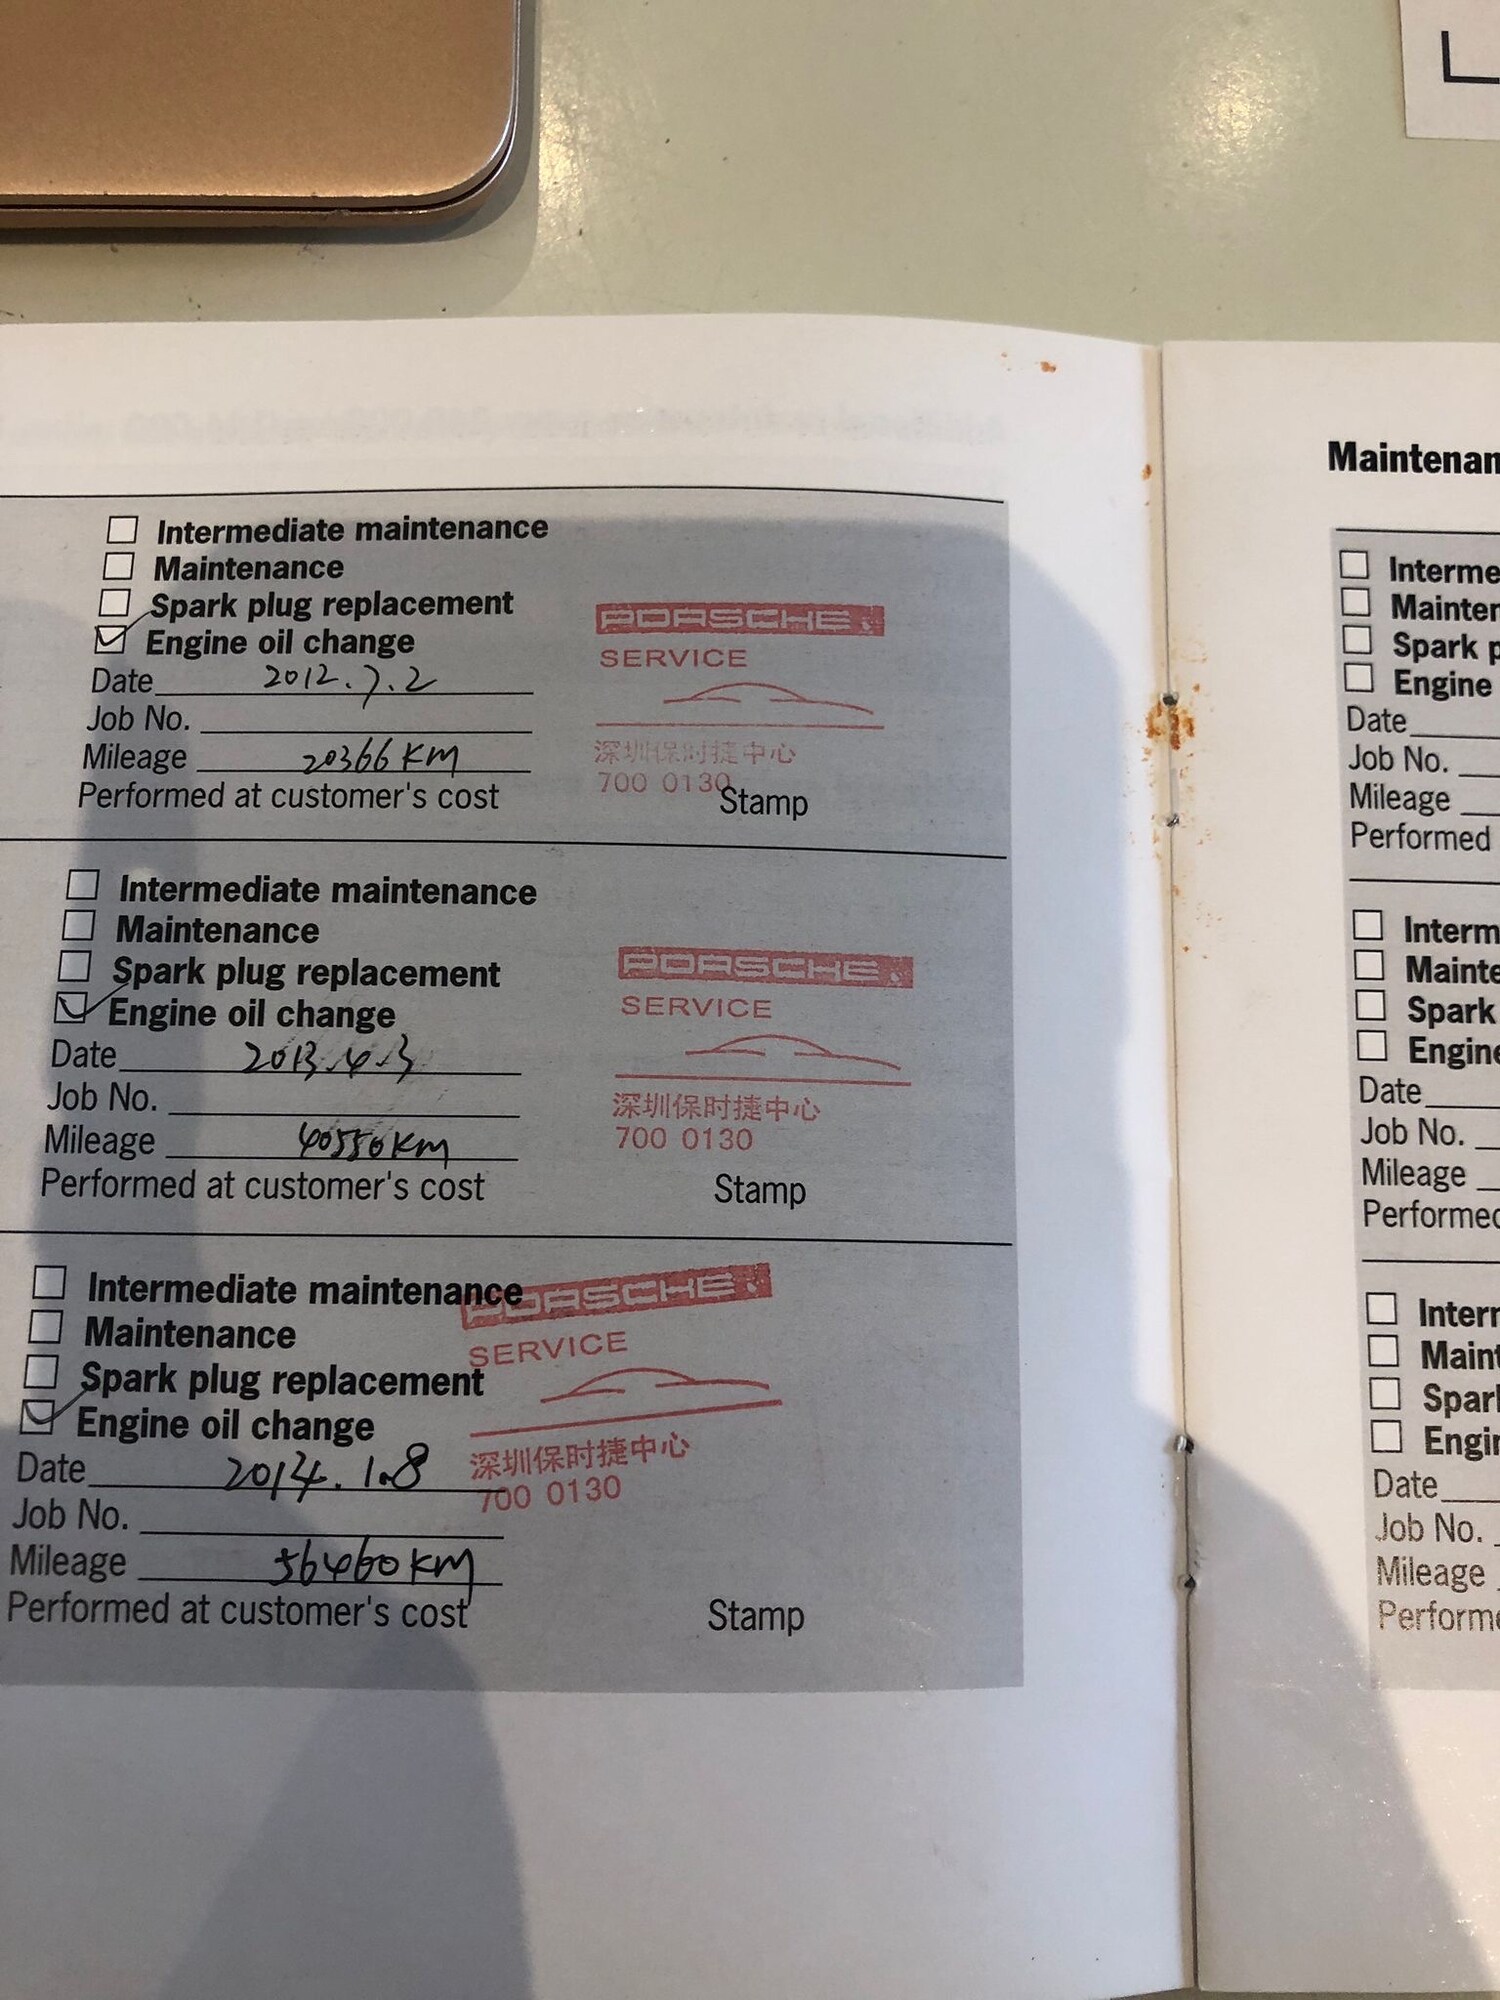 Intermediate maintenance
Maintenance
Spark plug replacement
Engine oil change
Date 2012.7.2
Job No.
Mileage 20366 KM
Performed at customer's cost
PORSCHE
SERVICE
深圳保时捷中心
700 0130
Stamp
Intermediate maintenance
Maintenance
Spark plug replacement
Engine oil change
Date 2013.4.3
Job No.
Mileage 40550 KM
Performed at customer's cost
PORSCHE
SERVICE
深圳保时捷中心
700 0130
Stamp
Intermediate maintenance
Maintenance
Spark plug replacement
Engine oil change
Date 2014.1.8
Job No.
Mileage 56460 KM
Performed at customer's cost
PORSCHE
SERVICE
深圳保时捷中心
700 0130
Stamp
Maintenan
Interme
Mainten
Spark p
Engine
Date
Job No.
Mileage
Performed
Interm
Mainte
Spark
Engine
Date
Job No.
Mileage
Performed
Intern
Maint
Spark
Engin
Date
Job No.
Mileage
Performe